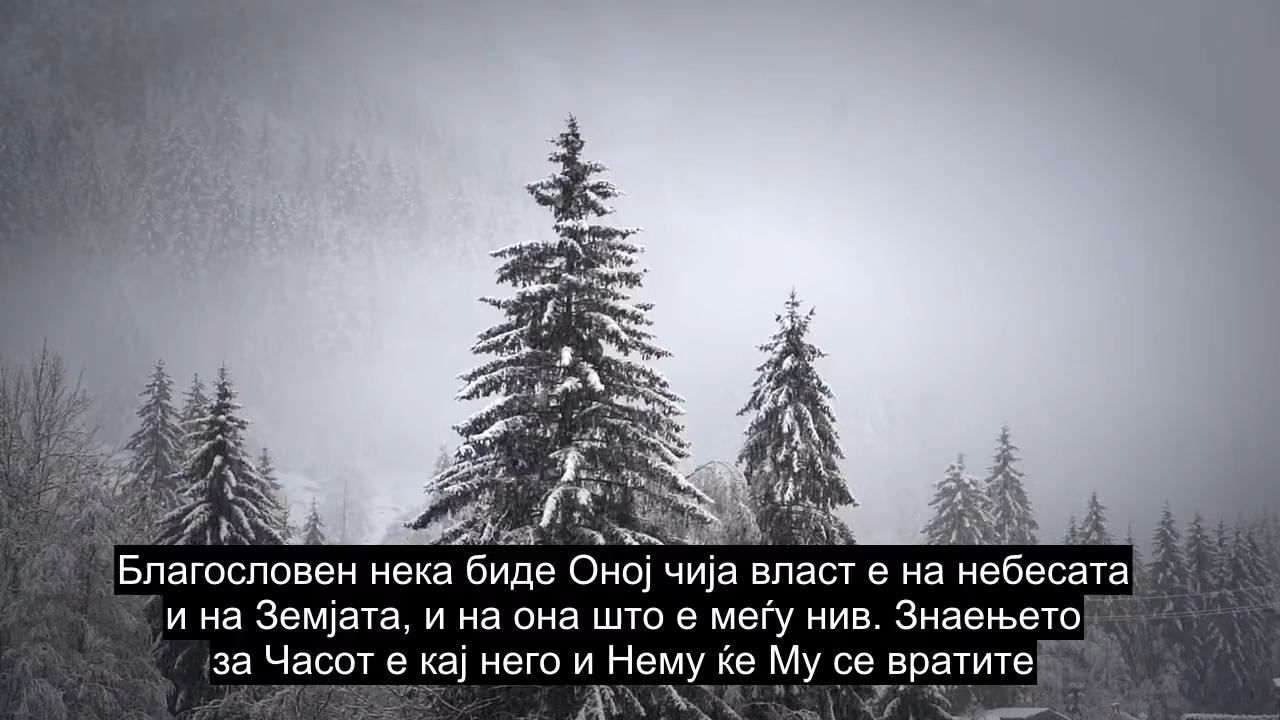 Благословен нека биде Оној чија власт е на небесата
и на Земјата, и на она што е меѓу нив. Знаењето
за Часот е кај него и Нему ќе Му се вратите